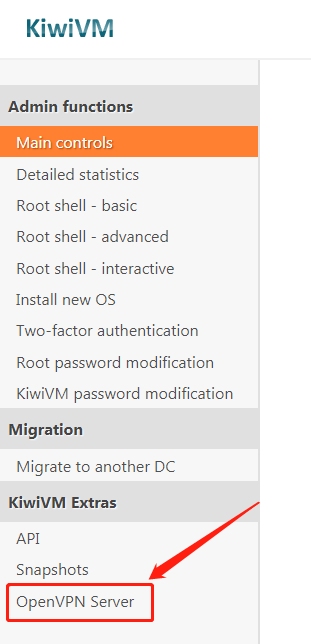 KiwiVM
Admin functions
Main controls
Detailed statistics
Root shell - basic
Root shell - advanced
Root shell - interactive
Install new OS
Two-factor authentication
Root password modification
KiwiVM password modification
Migration
Migrate to another DC
KiwiVM Extras
API
Snapshots
OpenVPN Server